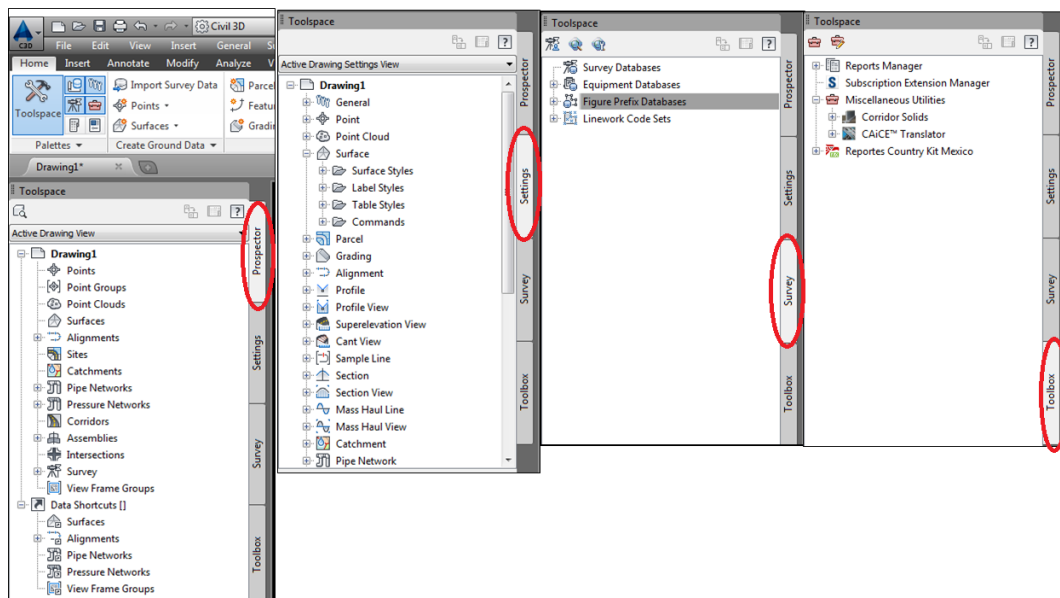 C3D
Civil 3D
File Edit View Insert General
Home Insert Annotate Modify Analyze
Toolspace
Import Survey Data
Points
Surfaces
Parcel
Featu
Gradin
Palettes
Create Ground Data
Drawing1*
Toolspace
?
Active Drawing View
Drawing1
Points
Point Groups
Point Clouds
Surfaces
Alignments
Sites
Catchments
Pipe Networks
Pressure Networks
Corridors
Assemblies
Intersections
Survey
View Frame Groups
Data Shortcuts []
Surfaces
Alignments
Pipe Networks
Pressure Networks
View Frame Groups
Prospector
Settings
Survey
Toolbox
Toolspace
?
Active Drawing Settings View
Drawing1
General
Point
Point Cloud
Surface
Surface Styles
Label Styles
Table Styles
Commands
Parcel
Grading
Alignment
Profile
Profile View
Superelevation View
Cant View
Sample Line
Section
Section View
Mass Haul Line
Mass Haul View
Catchment
Pipe Network
Prospector
Settings
Survey
Toolbox
Toolspace
?
Survey Databases
Equipment Databases
Figure Prefix Databases
Linework Code Sets
Prospector
Settings
Survey
Toolbox
Toolspace
?
Reports Manager
S Subscription Extension Manager
Miscellaneous Utilities
Corridor Solids
CAiCE™ Translator
Reportes Country Kit Mexico
Prospector
Settings
Survey
Toolbox